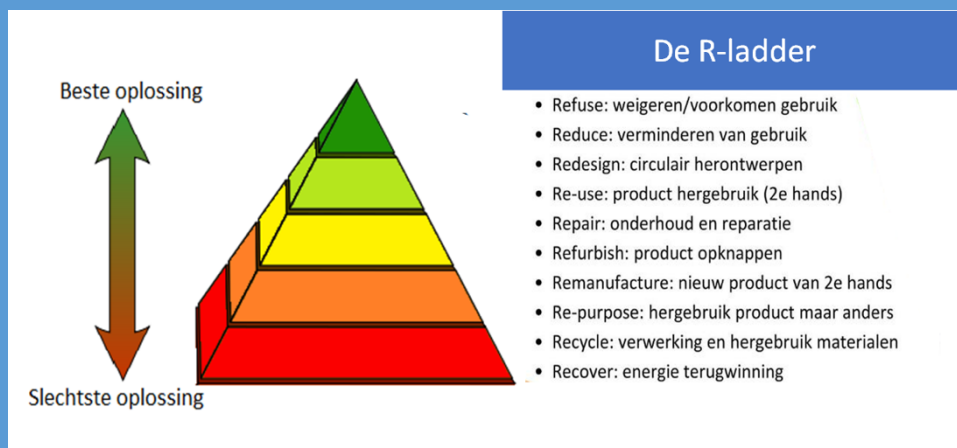 De R-ladder
Beste oplossing
Slechtste oplossing
• Refuse: weigeren/voorkomen gebruik
• Reduce: verminderen van gebruik
• Redesign: circulair herontwerpen
• Re-use: product hergebruik (2e hands)
• Repair: onderhoud en reparatie
• Refurbish: product opknappen
• Remanufacture: nieuw product van 2e hands
• Re-purpose: hergebruik product maar anders
• Recycle: verwerking en hergebruik materialen
• Recover: energie terugwinning